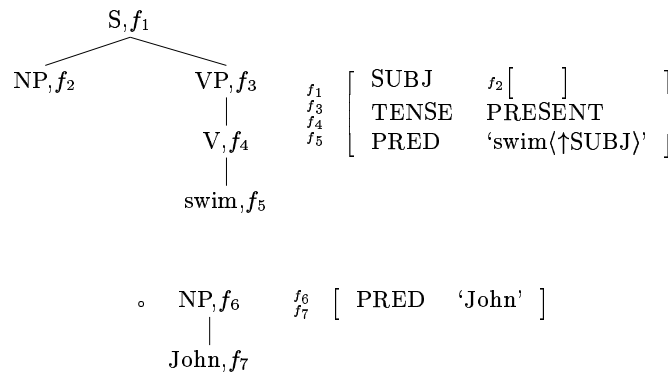 S,f₁
NP,f₂ VP,f₃
V,f₄
swim,f₅
f₁ f₃ f₄ f₅
SUBJ f₂[ ]
TENSE PRESENT
PRED ‘swim⟨↑SUBJ⟩’
∘ NP,f₆ f₆ f₇ [ PRED ‘John’ ]
John,f₇